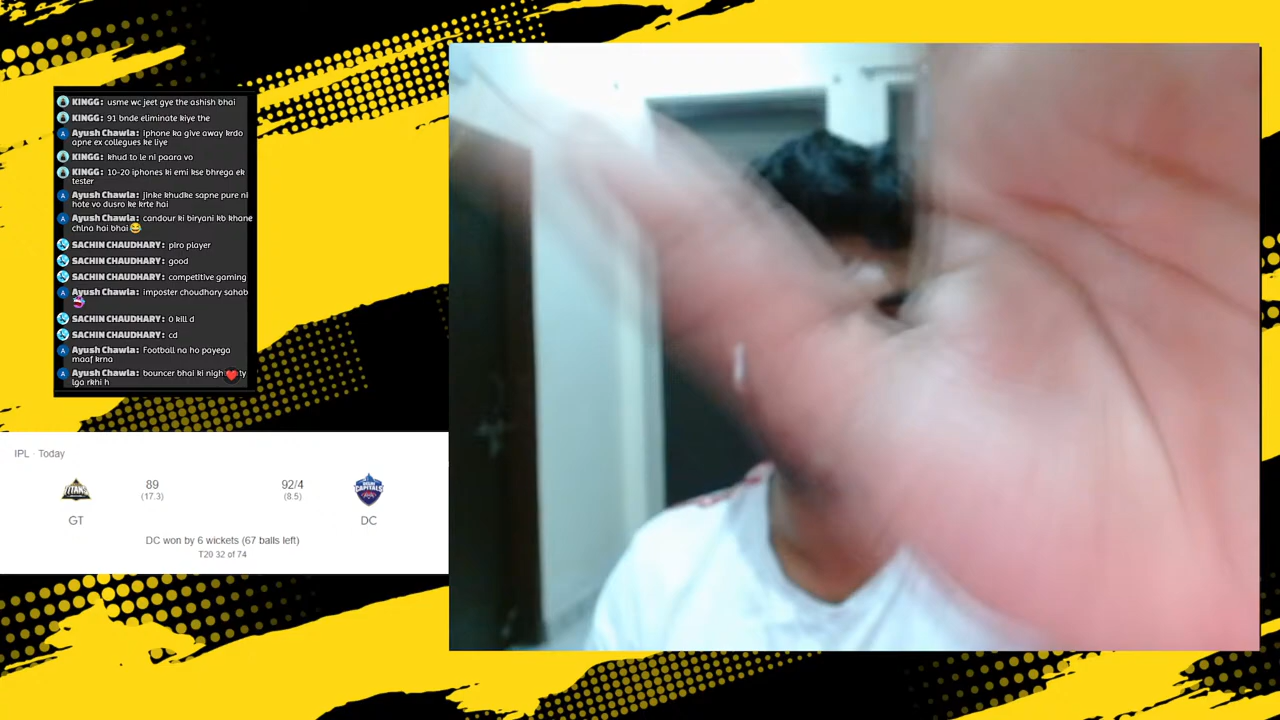 KINGG: usme wc jeet gye the ashish bhai
KINGG: 91 bnde eliminate kiye the
Ayush Chawla: iphone ka give away krdo
apne ex collegues ke liye
KINGG: khud to le ni paara vo
KINGG: 10-20 iphones ki emi kse bhrega ek
tester
Ayush Chawla: jinke khudke sapne pure ni
hote vo dusro ke krte hai
Ayush Chawla: candour ki biryani kb khane
chlna hai bhai 😂
SACHIN CHAUDHARY: plro player
SACHIN CHAUDHARY: good
SACHIN CHAUDHARY: competitive gaming
Ayush Chawla: imposter choudhary sahab
SACHIN CHAUDHARY: 0 kill d
SACHIN CHAUDHARY: cd
Ayush Chawla: Football na ho payega
maaf krna
Ayush Chawla: bouncer bhai ki
lga rkhi h
IPL · Today
89 92/4
(17.3) (8.5)
TITANS CAPITALS
GT DC
DC won by 6 wickets (67 balls left)
T20 32 of 74